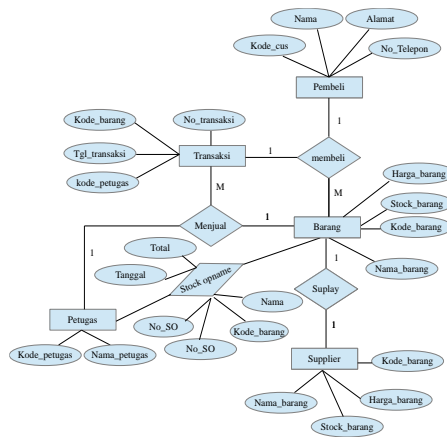 Nama
Alamat
Kode_cus
No_Telepon
Pembeli
Kode_barang
No_transaksi
1
Tgl_transaksi
Transaksi
1
membeli
kode_petugas
Harga_barang
M
M
Stock_barang
Menjual
1
Barang
Kode_barang
1
Total
1
Nama_barang
Tanggal
Stock opname
Suplay
Nama
Petugas
No_SO
Kode_barang
1
Kode_petugas
Nama_petugas
No_SO
Supplier
Kode_barang
Nama_barang
Harga_barang
Stock_barang